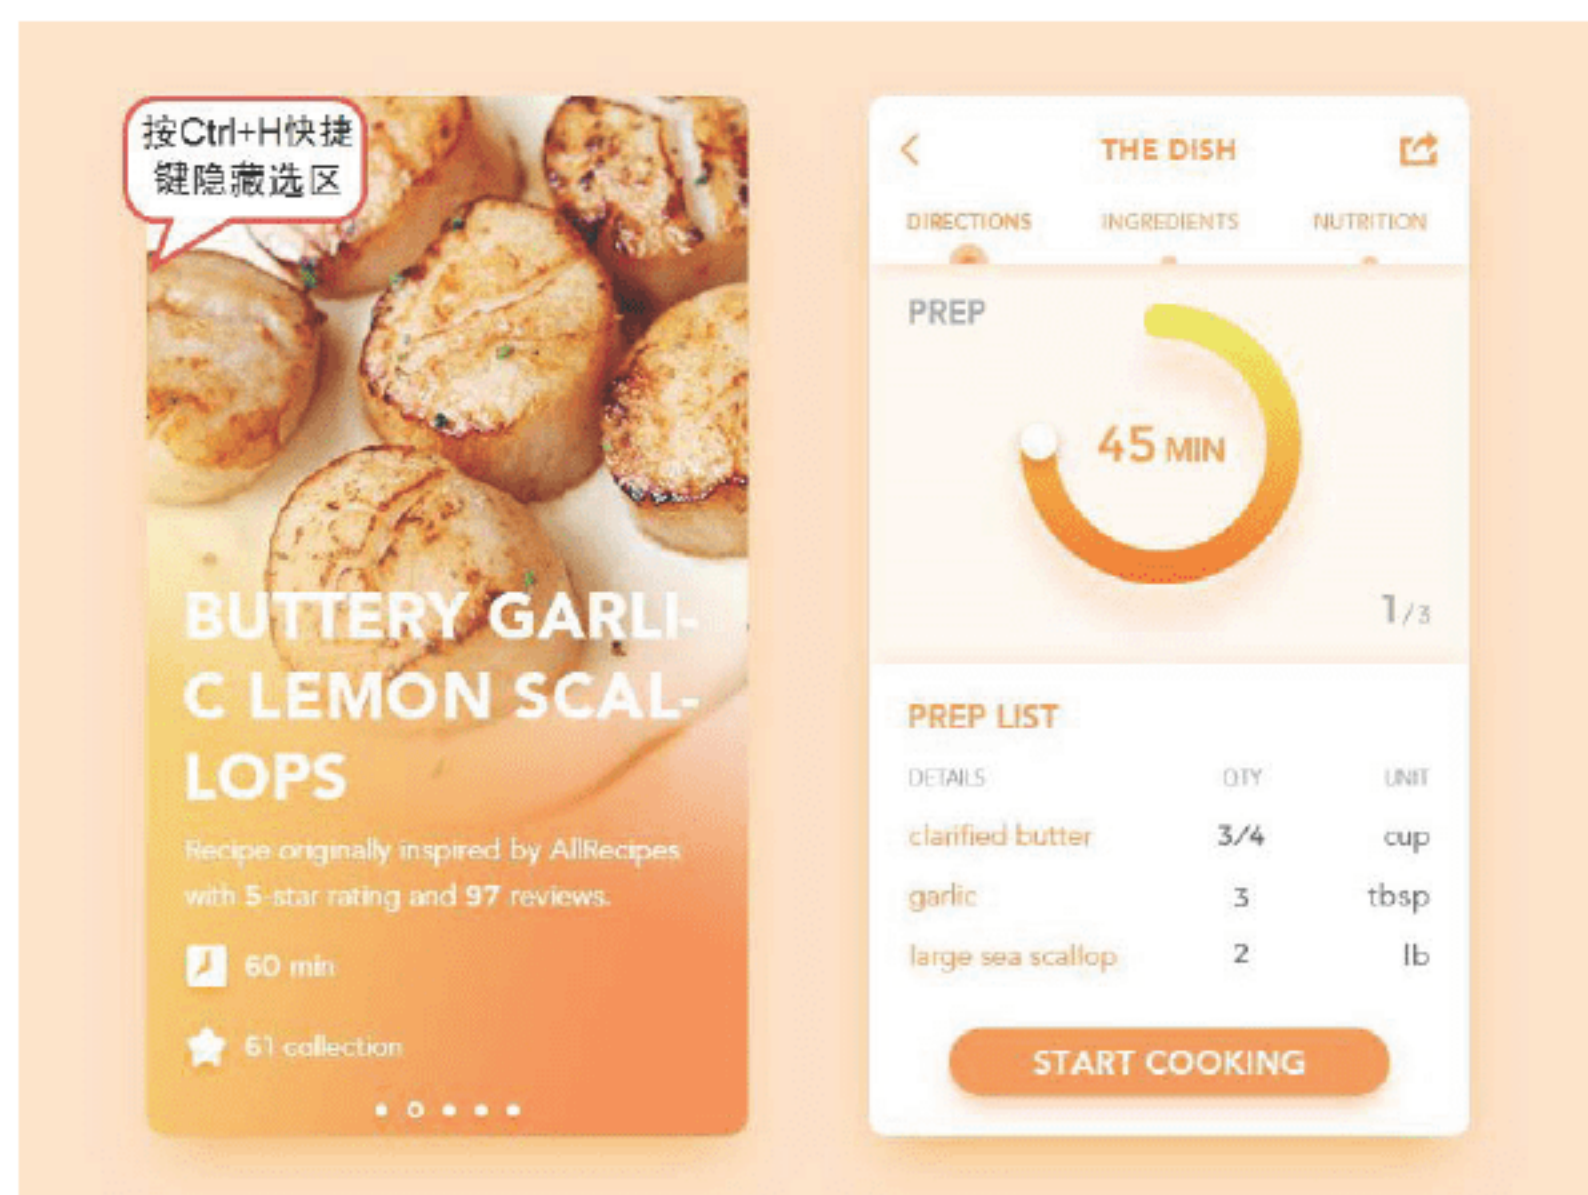 按Ctrl+H快捷
键隐藏选区
BUTTERY GARLI-
C LEMON SCAL-
LOPS
Recipe originally inspired by AllRecipes
with 5-star rating and 97 reviews.
60 min
61 collection
THE DISH
DIRECTIONS INGREDIENTS NUTRITION
PREP
45 MIN
1/3
PREP LIST
DETAILS QTY UNIT
clarified butter 3/4 cup
garlic 3 tbsp
large sea scallop 2 lb
START COOKING